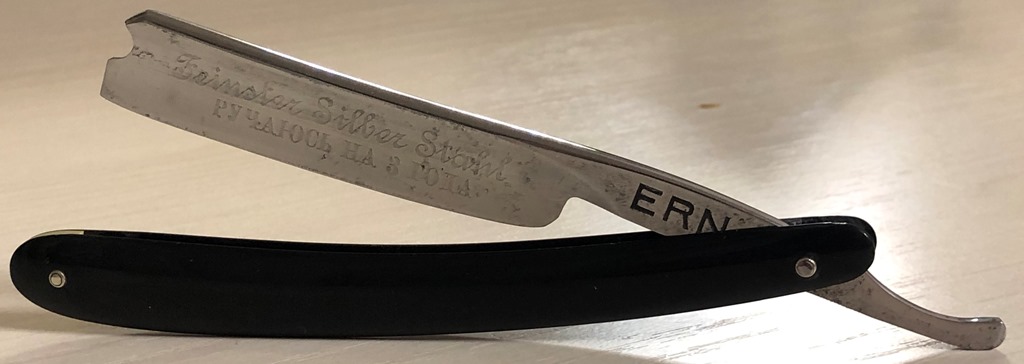 Feinster Silber Stahl
РУЧАЮСЬ НА 3 ГОДА
ERN